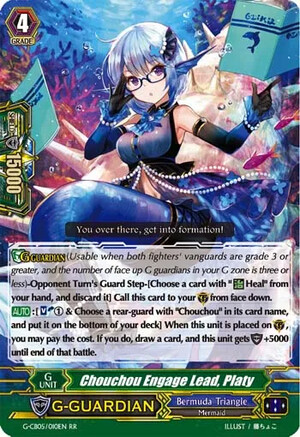 4
GRADE
SHIELD
15000
You over there, get into formation!
G GUARDIAN (Usable when both fighters' vanguards are grade 3 or
greater, and the number of face up G guardians in your G zone is three or
less)-Opponent Turn's Guard Step-[Choose a card with "Heal" from
your hand, and discard it] Call this card to your G from face down.
AUTO:[V 1 & Choose a rear-guard with "Chouchou" in its card name,
and put it on the bottom of your deck] When this unit is placed on G,
you may pay the cost. If you do, draw a card, and this unit gets +5000
until end of that battle.
G
UNIT
Chouchou Engage Lead, Platy
G-GUARDIAN
Bermuda Triangle
Mermaid
G-CB05/010EN RR
ILLUST / 藤ちょこ